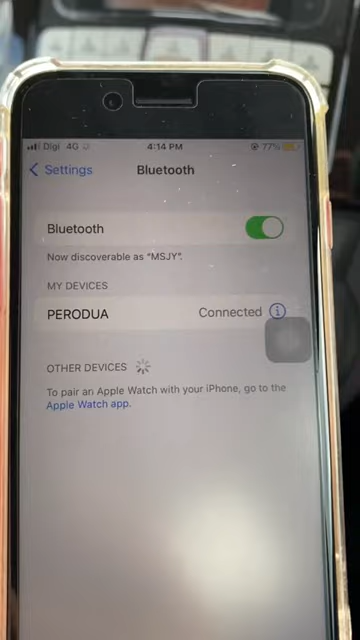 Digi 4G
4:14 PM
77%
Settings
Bluetooth
Bluetooth
Now discoverable as “MSJY”.
MY DEVICES
PERODUA
Connected
OTHER DEVICES
To pair an Apple Watch with your iPhone, go to the
Apple Watch app.